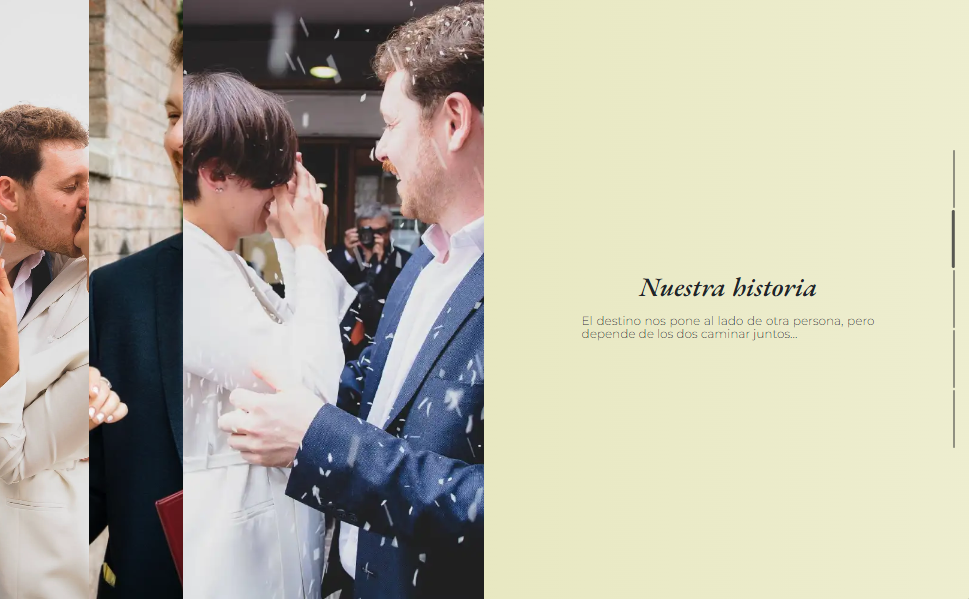 Nuestra historia
El destino nos pone al lado de otra persona, pero
depende de los dos caminar juntos...